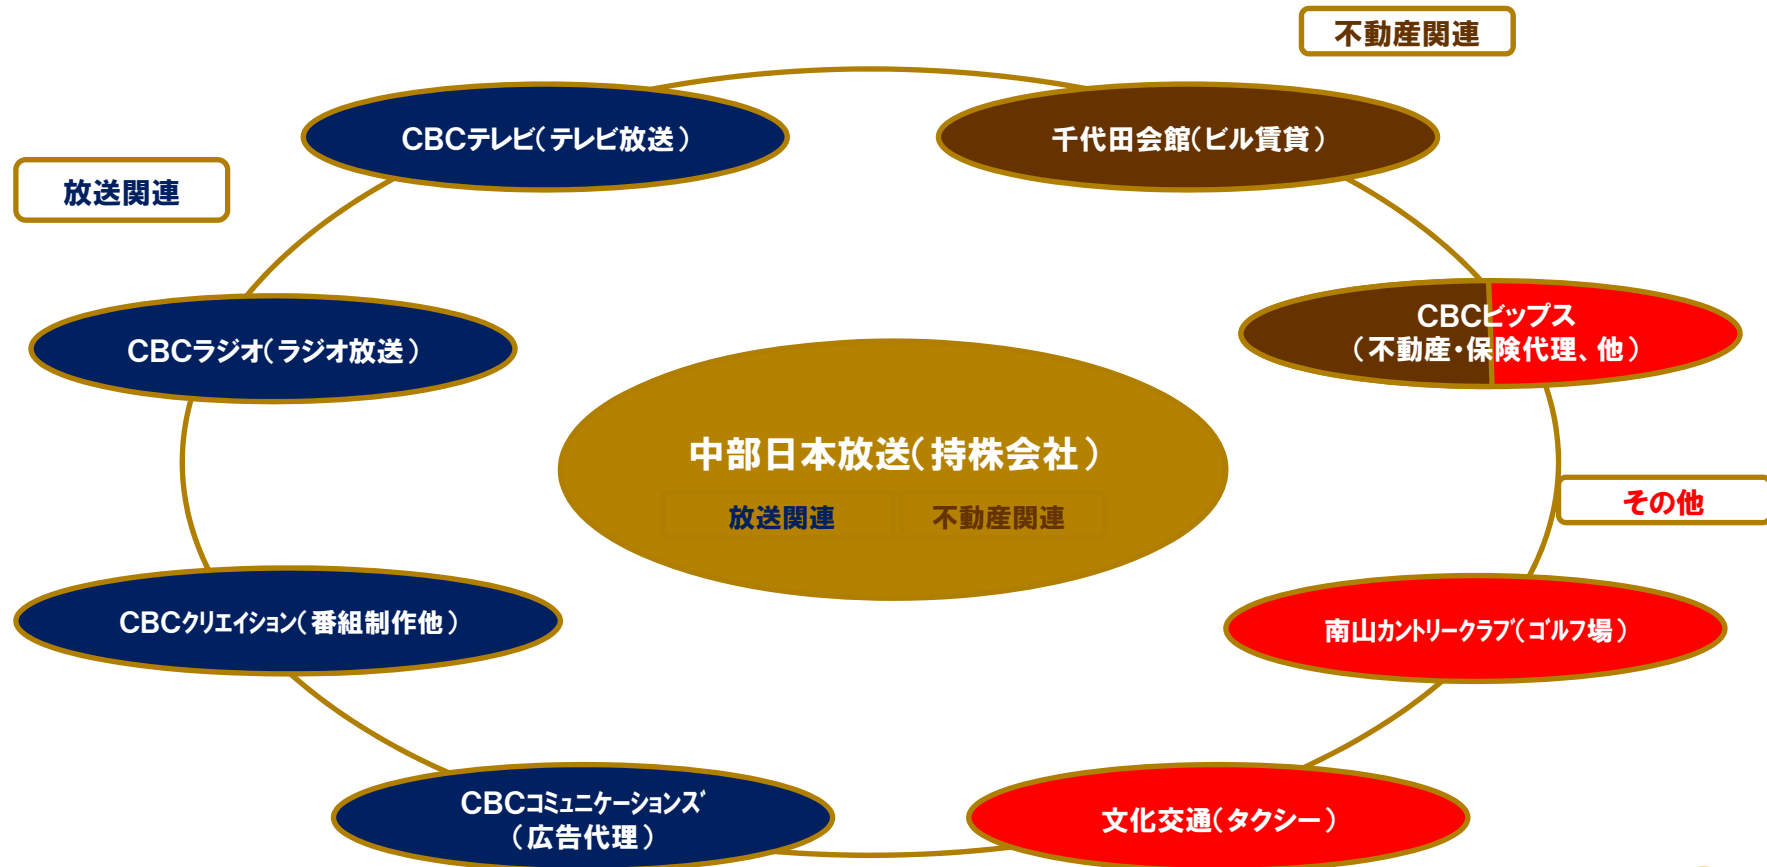 不動産関連
CBCテレビ(テレビ放送)
千代田会館(ビル賃貸)
放送関連
CBCビップス
(不動産・保険代理、他)
CBCラジオ(ラジオ放送)
中部日本放送(持株会社)
放送関連
不動産関連
その他
CBCクリエイション(番組制作他)
南山カントリークラブ(ゴルフ場)
CBCコミュニケーションズ
(広告代理)
文化交通(タクシー)